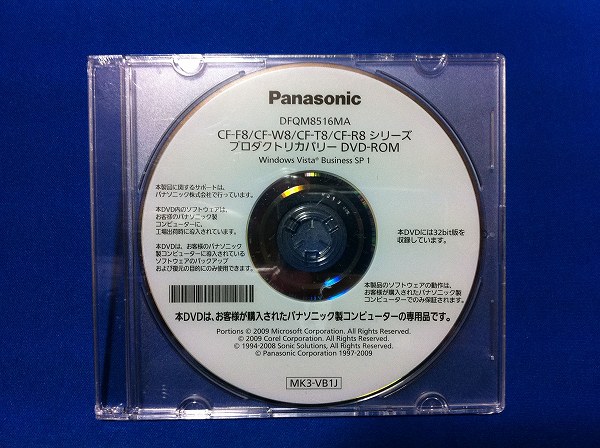 Panasonic
DFQM8516MA
CF-F8/CF-W8/CF-T8/CF-R8 シリーズ
プロダクトリカバリー DVD-ROM
Windows Vista® Business SP 1
本製品に関するサポートは、
パナソニック株式会社で行っています。
本DVD内のソフトウェアは、
お客様のパナソニック製
コンピューターに、
工場出荷時に導入されています。
本DVDは、お客様のパナソニック
製コンピューターに導入されている
ソフトウェアのバックアップ
および復元の目的にのみ使用できます。
本DVDには32bit版を
収録しています。
本製品のソフトウェアの動作は、
お客様が購入されたパナソニック製
コンピューターでのみ保証されます。
本DVDは、お客様が購入されたパナソニック製コンピューターの専用品です。
Portions © 2009 Microsoft Corporation. All Rights Reserved.
© 2009 Corel Corporation. All Rights Reserved.
© 1994-2008 Sonic Solutions, All Rights Reserved.
© Panasonic Corporation 1997-2009
MK3-VB1J